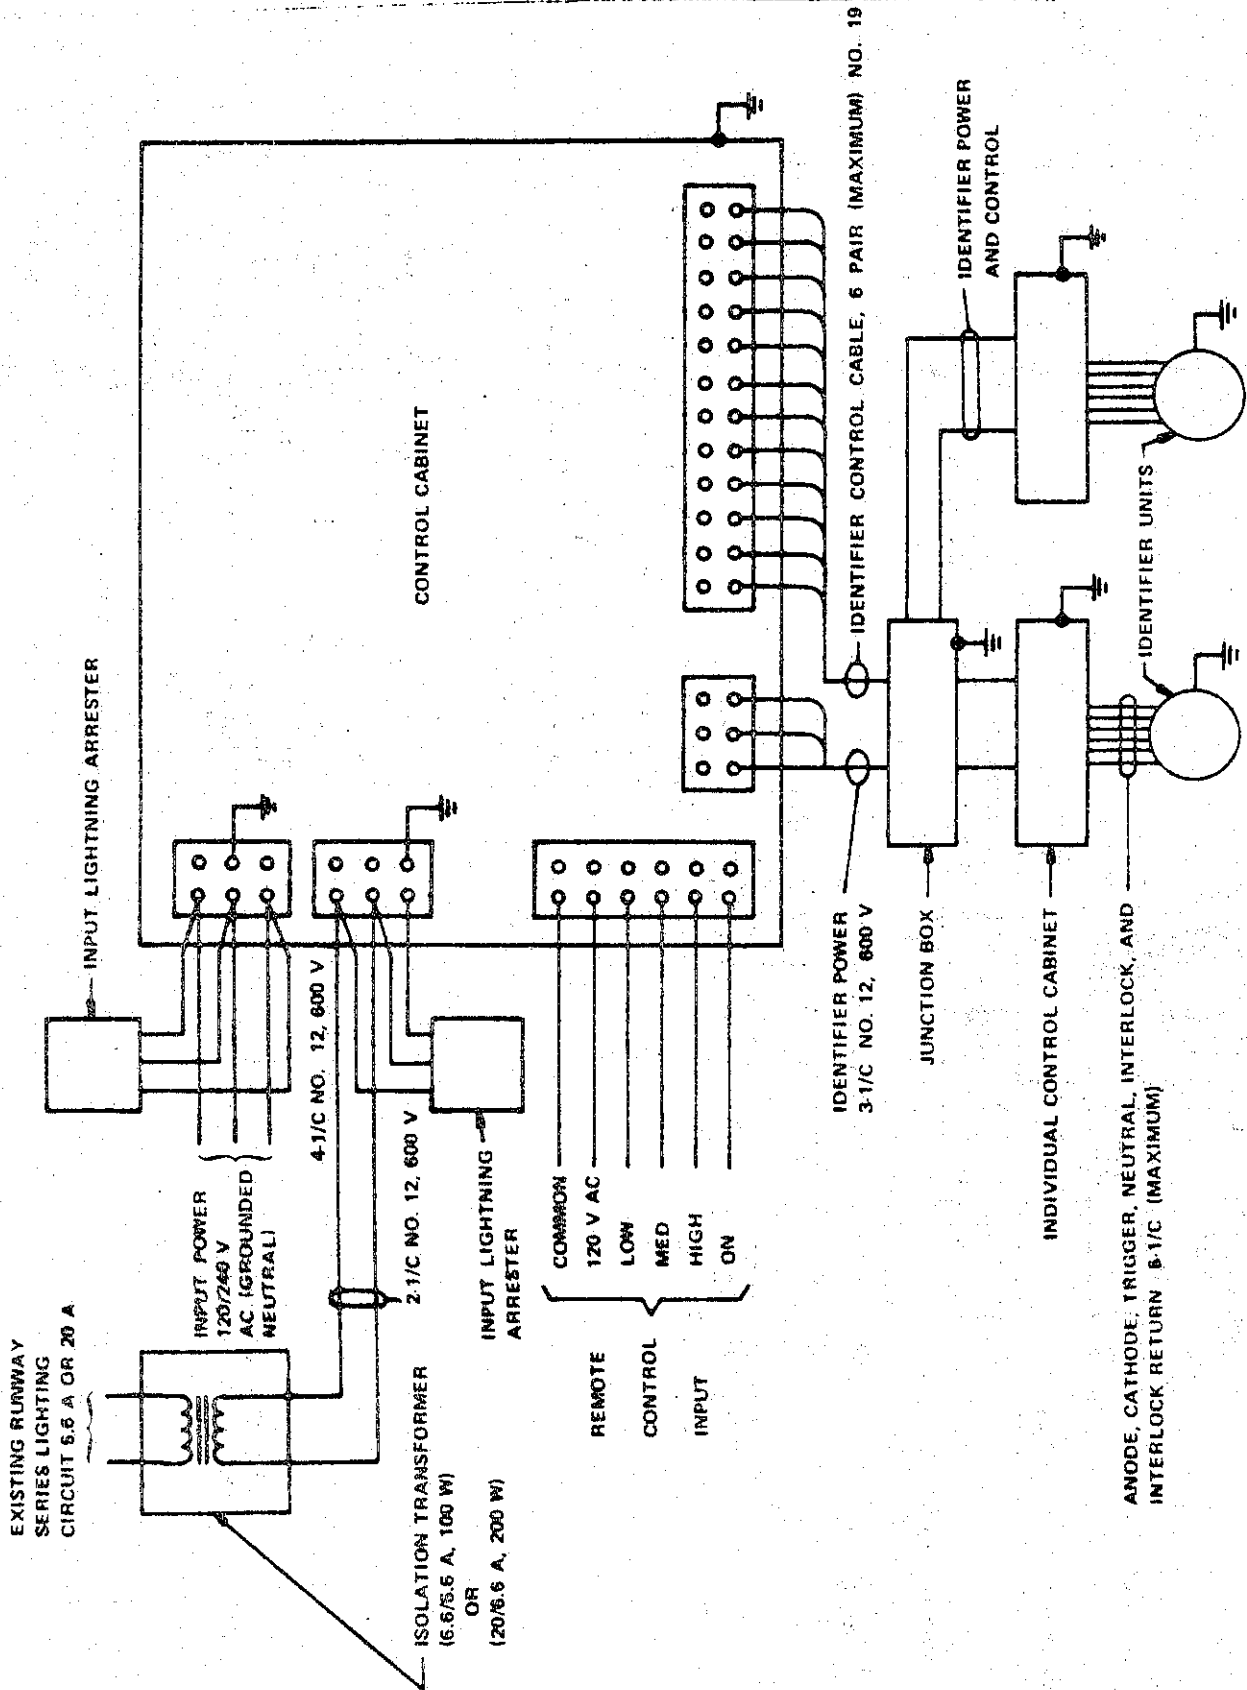 EXISTING RUNWAY
SERIES LIGHTING
CIRCUIT 6.6 A OR 20 A
ISOLATION TRANSFORMER
(6.6/6.6 A, 100 W)
OR
(20/6.6 A, 200 W)
INPUT POWER
120/240 V
AC (GROUNDED
NEUTRAL)
INPUT LIGHTNING ARRESTER
4-1/C NO. 12, 600 V
2-1/C NO. 12, 600 V
INPUT LIGHTNING
ARRESTER
REMOTE
CONTROL
INPUT
COMMON
120 V AC
LOW
MED
HIGH
ON
CONTROL CABINET
IDENTIFIER POWER
3-1/C NO. 12, 600 V
IDENTIFIER CONTROL CABLE, 6 PAIR (MAXIMUM) NO. 19
JUNCTION BOX
IDENTIFIER POWER
AND CONTROL
INDIVIDUAL CONTROL CABINET
IDENTIFIER UNITS
ANODE, CATHODE, TRIGGER, NEUTRAL, INTERLOCK, AND
INTERLOCK RETURN 6-1/C (MAXIMUM)